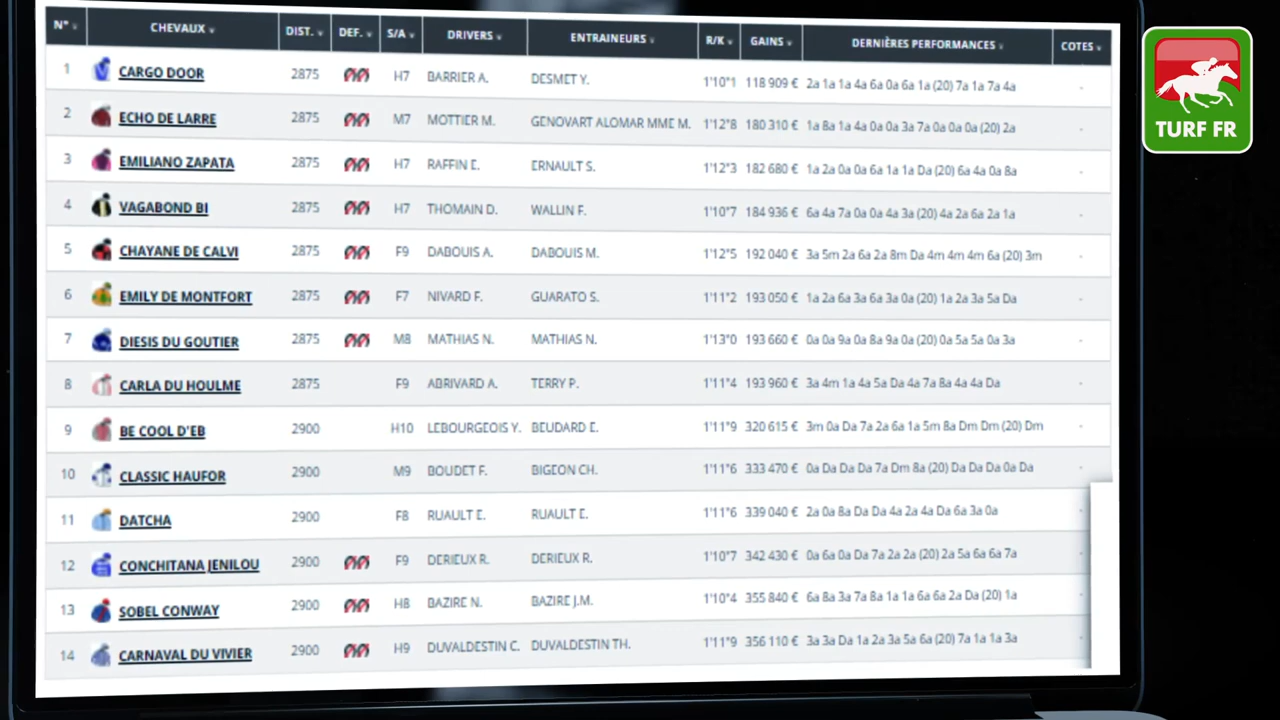 N° CHEVAUX DIST. DEF. S/A DRIVERS ENTRAINEURS R/K GAINS DERNIÈRES PERFORMANCES COTES
1 CARGO DOOR 2875 H7 BARRIER A. DESMET Y. 1'10"1 118 909 € 2a 1a 1a 4a 6a 0a 6a 1a (20) 7a 1a 7a 4a -
2 ECHO DE LARRE 2875 M7 MOTTIER M. GENOVART ALOMAR MME M. 1'12"8 180 310 € 1a 8a 1a 4a 0a 0a 3a 7a 0a 0a 0a (20) 2a -
3 EMILIANO ZAPATA 2875 H7 RAFFIN E. ERNAULT S. 1'12"3 182 680 € 1a 2a 0a 0a 6a 1a 1a Da (20) 6a 4a 0a 8a -
4 VAGABOND BI 2875 H7 THOMAIN D. WALLIN F. 1'10"7 184 936 € 6a 4a 7a 0a 0a 4a 3a (20) 4a 2a 6a 2a 1a -
5 CHAYANE DE CALVI 2875 F9 DABOUIS A. DABOUIS M. 1'12"5 192 040 € 3a 5m 2a 6a 2a 8m Da 4m 4m 4m 6a (20) 3m -
6 EMILY DE MONTFORT 2875 F7 NIVARD F. GUARATO S. 1'11"2 193 050 € 1a 2a 6a 3a 6a 3a 0a (20) 1a 2a 3a 5a Da -
7 DIESIS DU GOUTIER 2875 M8 MATHIAS N. MATHIAS N. 1'13"0 193 660 € 0a 0a 9a 0a 8a 9a 0a (20) 0a 5a 5a 0a 3a -
8 CARLA DU HOULME 2875 F9 ABRIVARD A. TERRY P. 1'11"4 193 960 € 3a 4m 1a 4a 5a Da 4a 7a 8a 4a 4a Da -
9 BE COOL D'EB 2900 H10 LEBOURGEOIS Y. BEUDARD E. 1'11"9 320 615 € 3m 0a Da 7a 2a 6a 1a 5m 8a Dm Dm (20) Dm -
10 CLASSIC HAUFOR 2900 M9 BOUDET F. BIGEON CH. 1'11"6 333 470 € 0a Da Da Da 7a Dm 8a (20) Da Da Da 0a Da -
11 DATCHA 2900 F8 RUAULT E. RUAULT E. 1'11"6 339 040 € 2a 0a 8a Da Da 4a 2a 4a Da 6a 3a 0a -
12 CONCHITANA JENILOU 2900 F9 DERIEUX R. DERIEUX R. 1'10"7 342 430 € 0a 6a 0a Da 7a 2a 2a (20) 2a 5a 6a 6a 7a -
13 SOBEL CONWAY 2900 H8 BAZIRE N. BAZIRE J.M. 1'10"4 355 840 € 6a 8a 3a 7a 8a 1a 1a 6a 6a 2a Da (20) 1a -
14 CARNAVAL DU VIVIER 2900 H9 DUVALDESTIN C. DUVALDESTIN TH. 1'11"9 356 110 € 3a 3a Da 1a 2a 3a 5a 6a (20) 7a 1a 1a 3a -
TURF FR